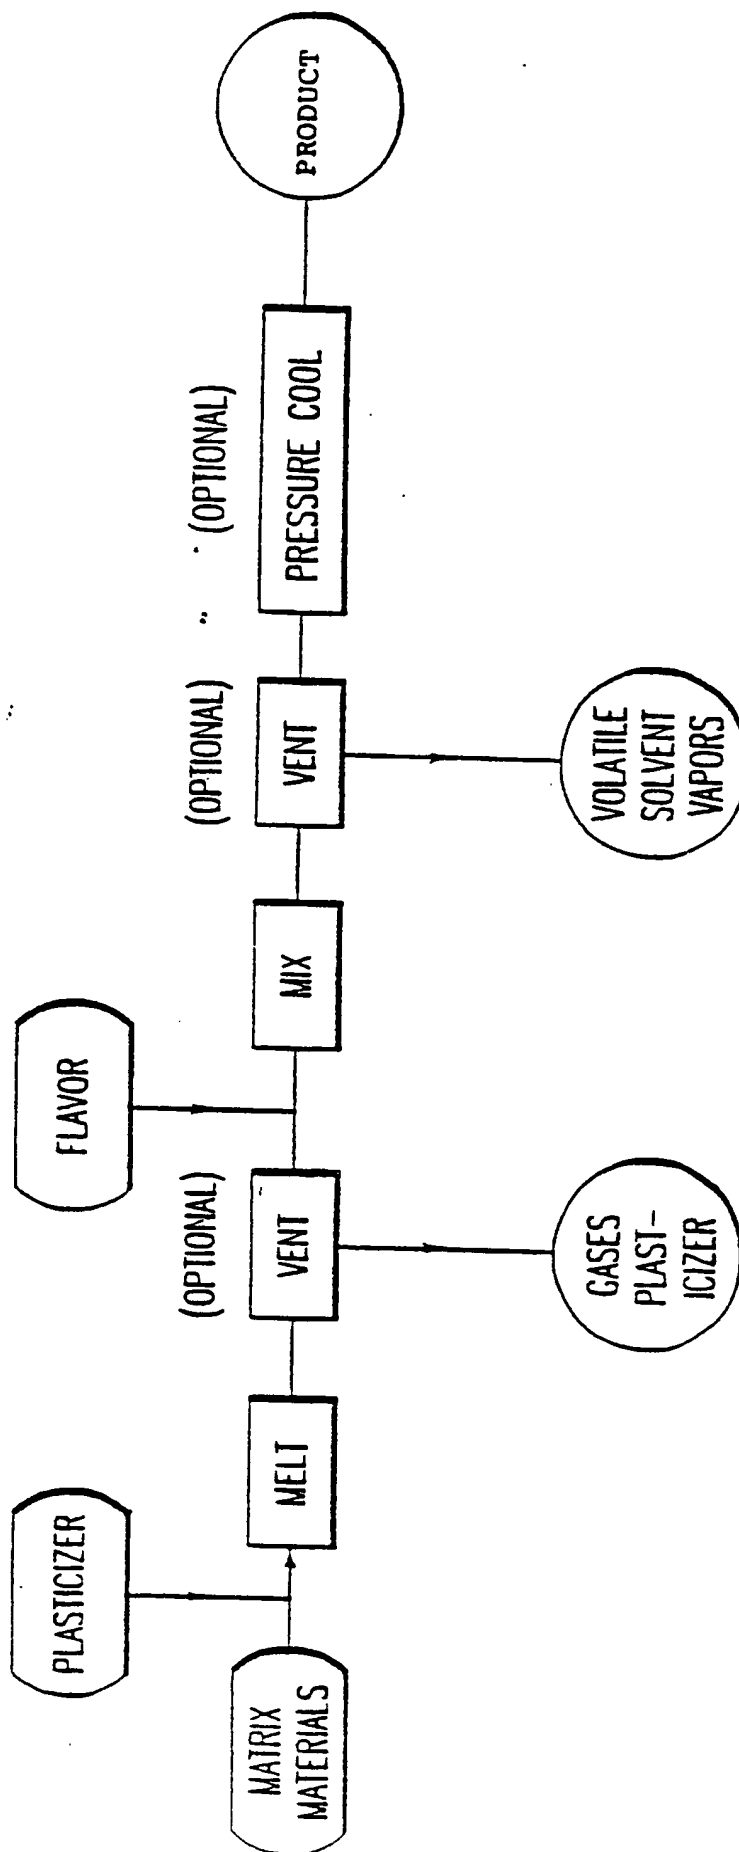 PLASTICIZER
FLAVOR
(OPTIONAL)
(OPTIONAL)
(OPTIONAL)
MATRIX
MATERIALS
MELT
VENT
MIX
VENT
PRESSURE COOL
PRODUCT
GASES
PLAST-
ICIZER
VOLATILE
SOLVENT
VAPORS